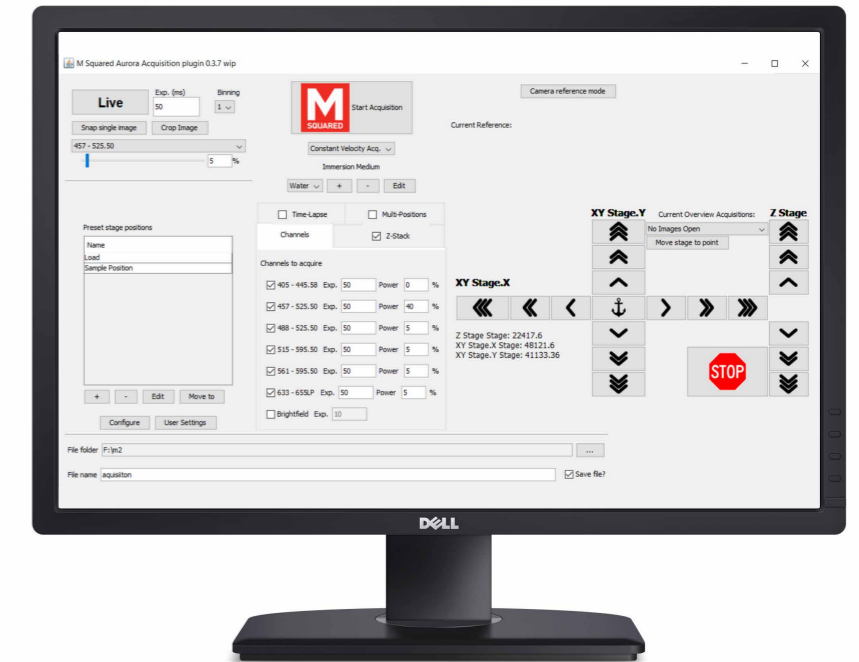 M Squared Aurora Acquisition plugin 0.3.7 wip
Live
Exp. (ms)
50
Binning
1
Snap single image
Crop Image
457 - 525.50
5 %
M
SQUARED
Start Acquisition
Constant Velocity Acq.
Immersion Medium
Water + - Edit
Camera reference mode
Current Reference:
Preset stage positions
Name
Load
Sample Position
+ - Edit Move to
Configure User Settings
Time-Lapse Multi-Positions
Channels Z-Stack
Channels to acquire
405 - 445.58 Exp. 50 Power 0 %
457 - 525.50 Exp. 50 Power 40 %
488 - 525.50 Exp. 50 Power 5 %
515 - 595.50 Exp. 50 Power 5 %
561 - 595.50 Exp. 50 Power 5 %
633 - 655LP Exp. 50 Power 5 %
Brightfield Exp. 10
XY Stage.Y
Current Overview Acquisitions:
Z Stage
No Images Open
Move stage to point
XY Stage.X
Z Stage Stage: 22417.6
XY Stage.X Stage: 48121.6
XY Stage.Y Stage: 41133.36
STOP
File folder F:\m2 ...
File name aquisiiton Save file?
DELL